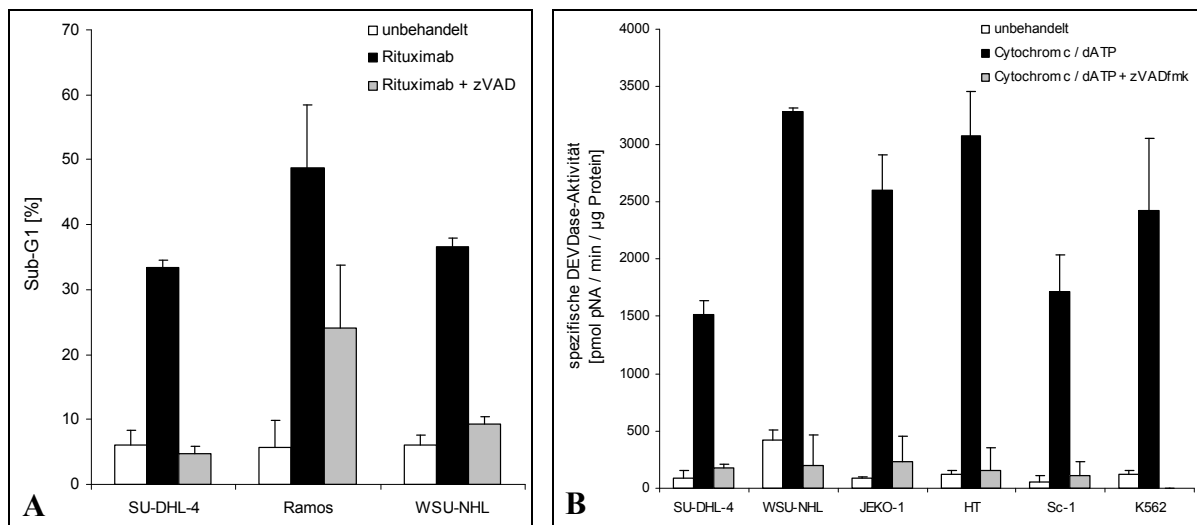 70
60
50
40
30
20
10
0
Sub-G1 [%]
unbehandelt
Rituximab
Rituximab + zVAD
SU-DHL-4 Ramos WSU-NHL
A
4000
3500
3000
2500
2000
1500
1000
500
0
spezifische DEVDase-Aktivität
[pmol pNA / min / µg Protein]
unbehandelt
Cytochrom c / dATP
Cytochrom c / dATP + zVADfmk
SU-DHL-4 WSU-NHL JEKO-1 HT Sc-1 K562
B